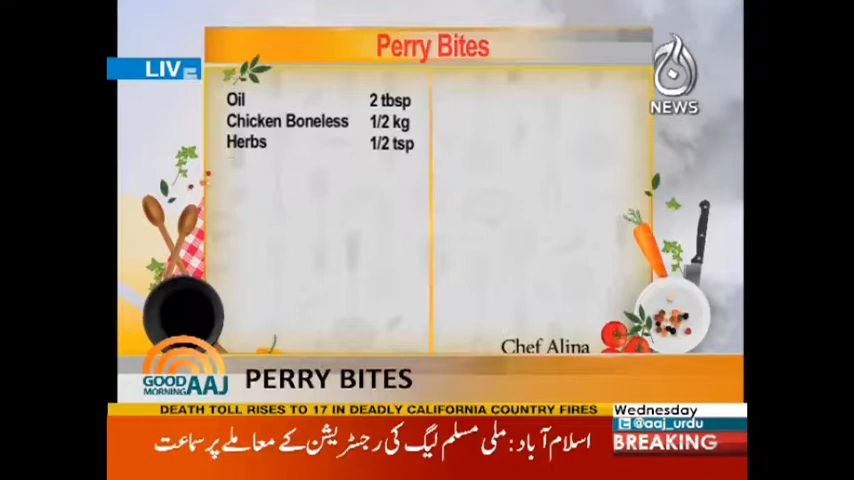 Perry Bites
LIVE
آج
NEWS
Oil 2 tbsp
Chicken Boneless 1/2 kg
Herbs 1/2 tsp
Chef Alina
GOOD MORNING AAJ
PERRY BITES
DEATH TOLL RISES TO 17 IN DEADLY CALIFORNIA COUNTRY FIRES
Wednesday
@aaj_urdu
BREAKING
اسلام آباد: ملی مسلم لیگ کی رجسٹریشن کے معاملے پر سماعت